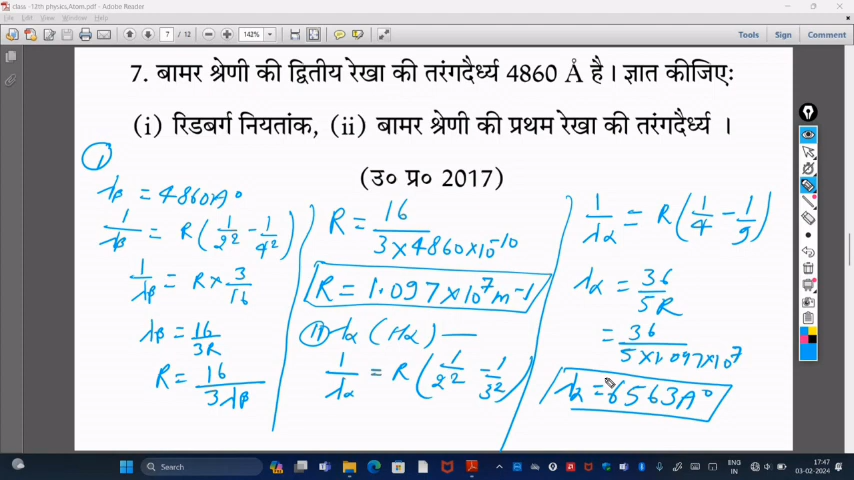 class -12th physics,Atom.pdf - Adobe Reader
File Edit View Window Help
7 / 12 142% Tools Sign Comment
7. बामर श्रेणी की द्वितीय रेखा की तरंगदैर्ध्य 4860 Å है। ज्ञात कीजिएः
(i) रिडबर्ग नियतांक, (ii) बामर श्रेणी की प्रथम रेखा की तरंगदैर्ध्य ।
(उ० प्र० 2017)
①
λβ = 4860A°
1/λβ = R(1/2² - 1/4²)
1/λβ = R × 3/16
λβ = 16/3R
R = 16/3λβ
R = 16/3×4860×10⁻¹⁰
R = 1.097×10⁷m⁻¹
(ii) λα (Hα) —
1/λα = R(1/2² - 1/3²)
1/λα = R(1/4 - 1/9)
λα = 36/5R
= 36/5×1.097×10⁷
λα = 6563A°
Search
ENG
IN
17:47
03-02-2024